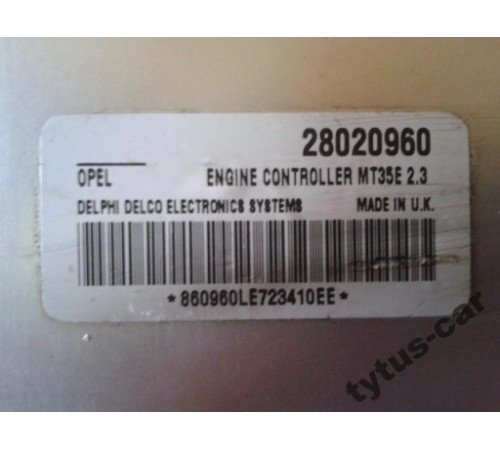 28020960
OPEL ENGINE CONTROLLER MT35E 2.3
DELPHI DELCO ELECTRONICS SYSTEMS MADE IN U.K.
*860960LE723410EE*
tytus-car